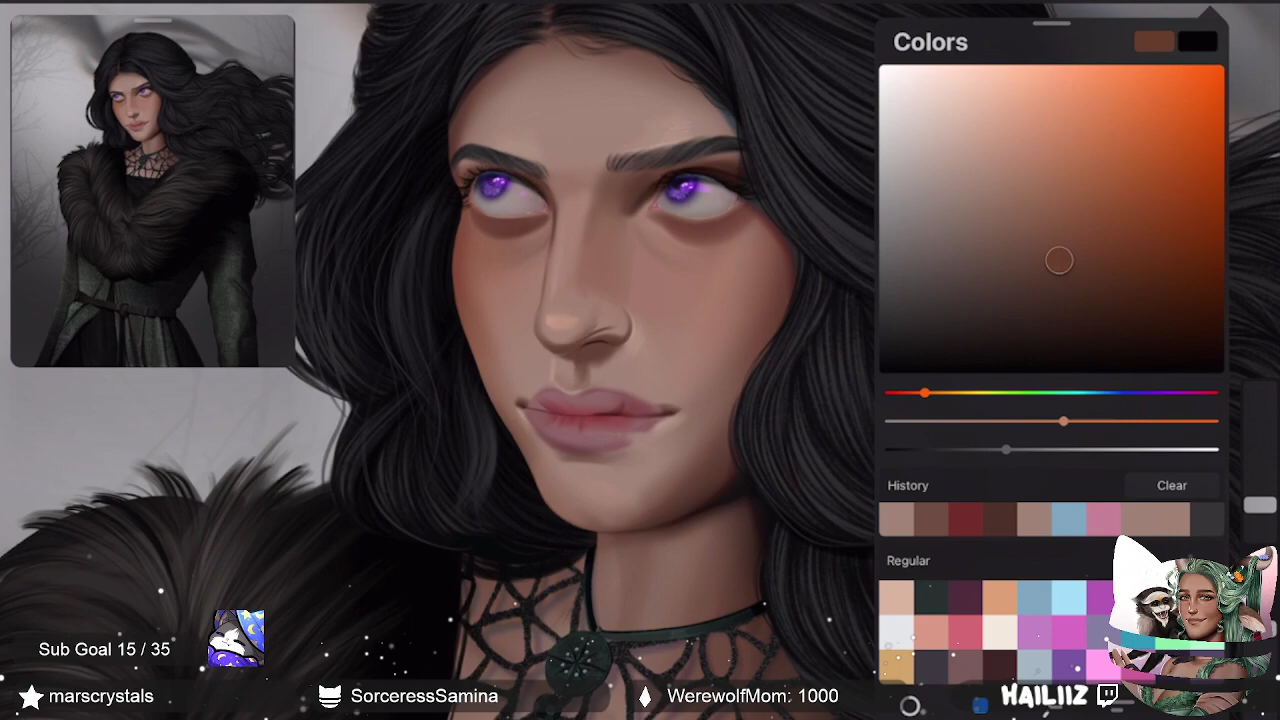 Colors
History
Clear
Regular
Sub Goal 15 / 35
marscrystals
SorceressSamina
WerewolfMom: 1000
HAILIIZ